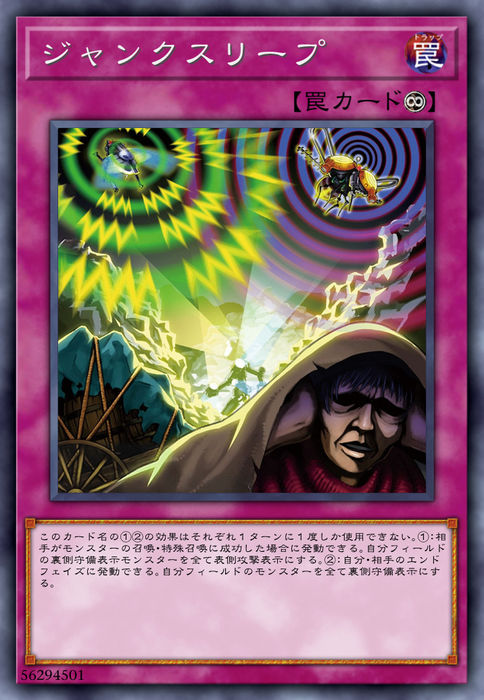 ジャンクスリープ
トラップ
罠
【罠カード♾】
このカード名の①②の効果はそれぞれ１ターンに１度しか使用できない。①：相
手がモンスターの召喚・特殊召喚に成功した場合に発動できる。自分フィールド
の裏側守備表示モンスターを全て表側攻撃表示にする。②：自分・相手のエンド
フェイズに発動できる。自分フィールドのモンスターを全て裏側守備表示にす
る。
56294501